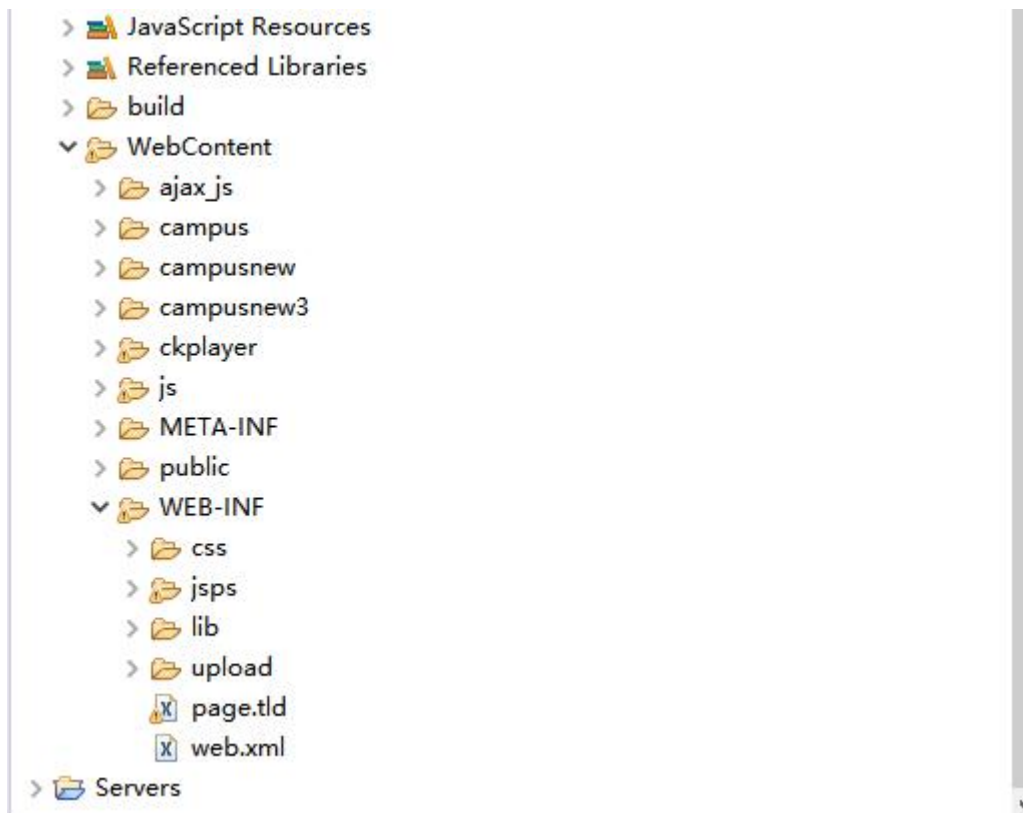 JavaScript Resources
Referenced Libraries
build
WebContent
ajax_js
campus
campusnew
campusnew3
ckplayer
js
META-INF
public
WEB-INF
css
jsps
lib
upload
page.tld
web.xml
Servers